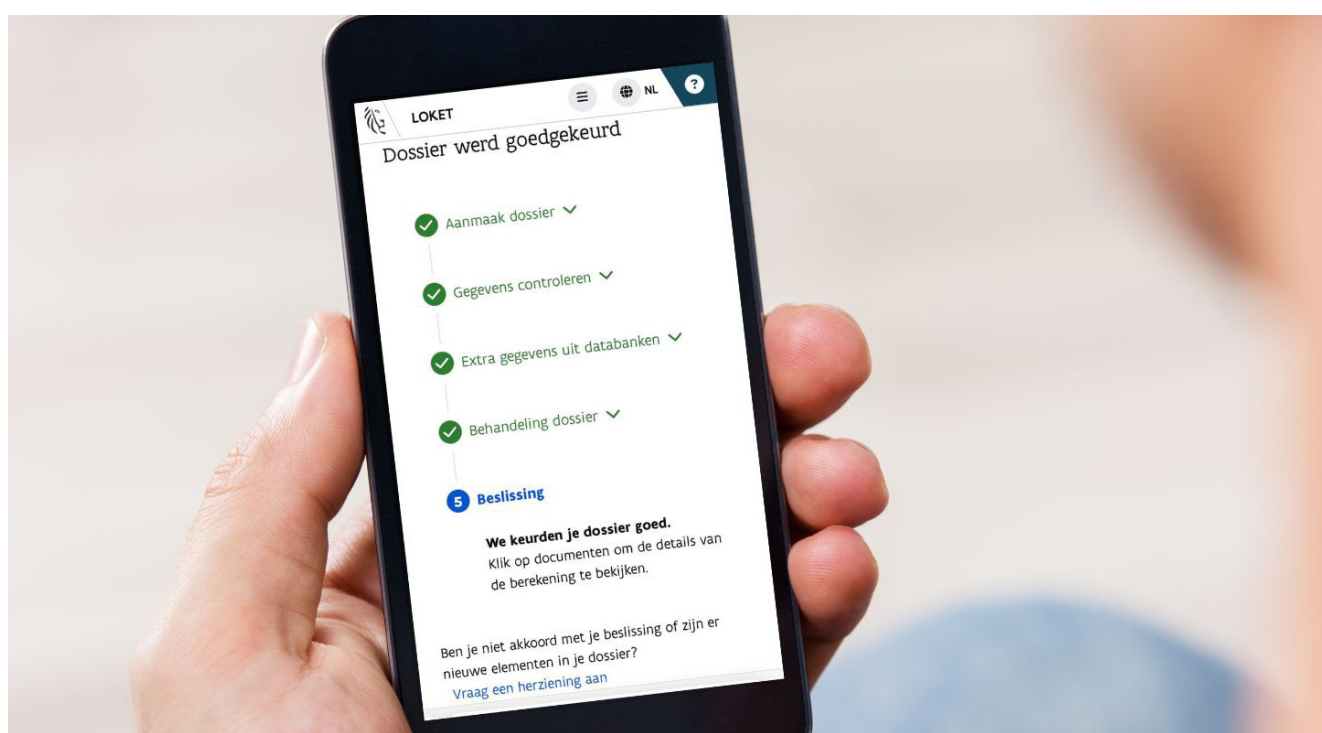 LOKET
NL
?
Dossier werd goedgekeurd
Aanmaak dossier
Gegevens controleren
Extra gegevens uit databanken
Behandeling dossier
5 Beslissing
We keurden je dossier goed.
Klik op documenten om de details van
de berekening te bekijken.
Ben je niet akkoord met je beslissing of zijn er
nieuwe elementen in je dossier?
Vraag een herziening aan